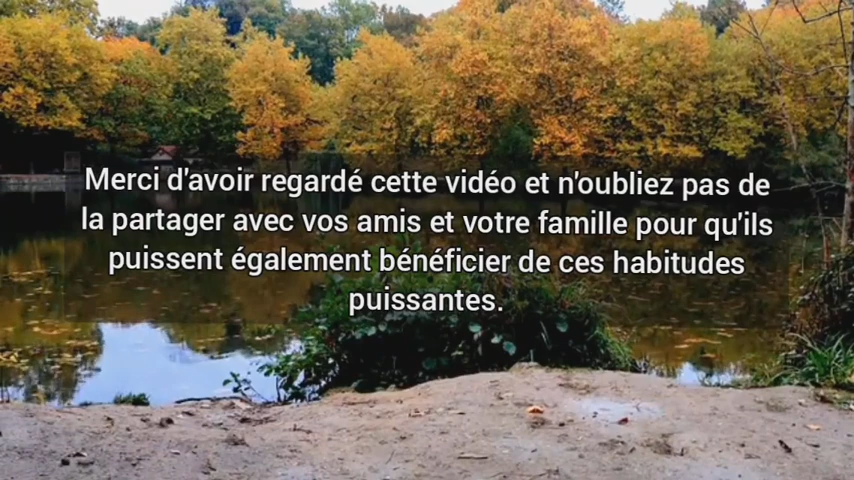 Merci d'avoir regardé cette vidéo et n'oubliez pas de
la partager avec vos amis et votre famille pour qu'ils
puissent également bénéficier de ces habitudes
puissantes.